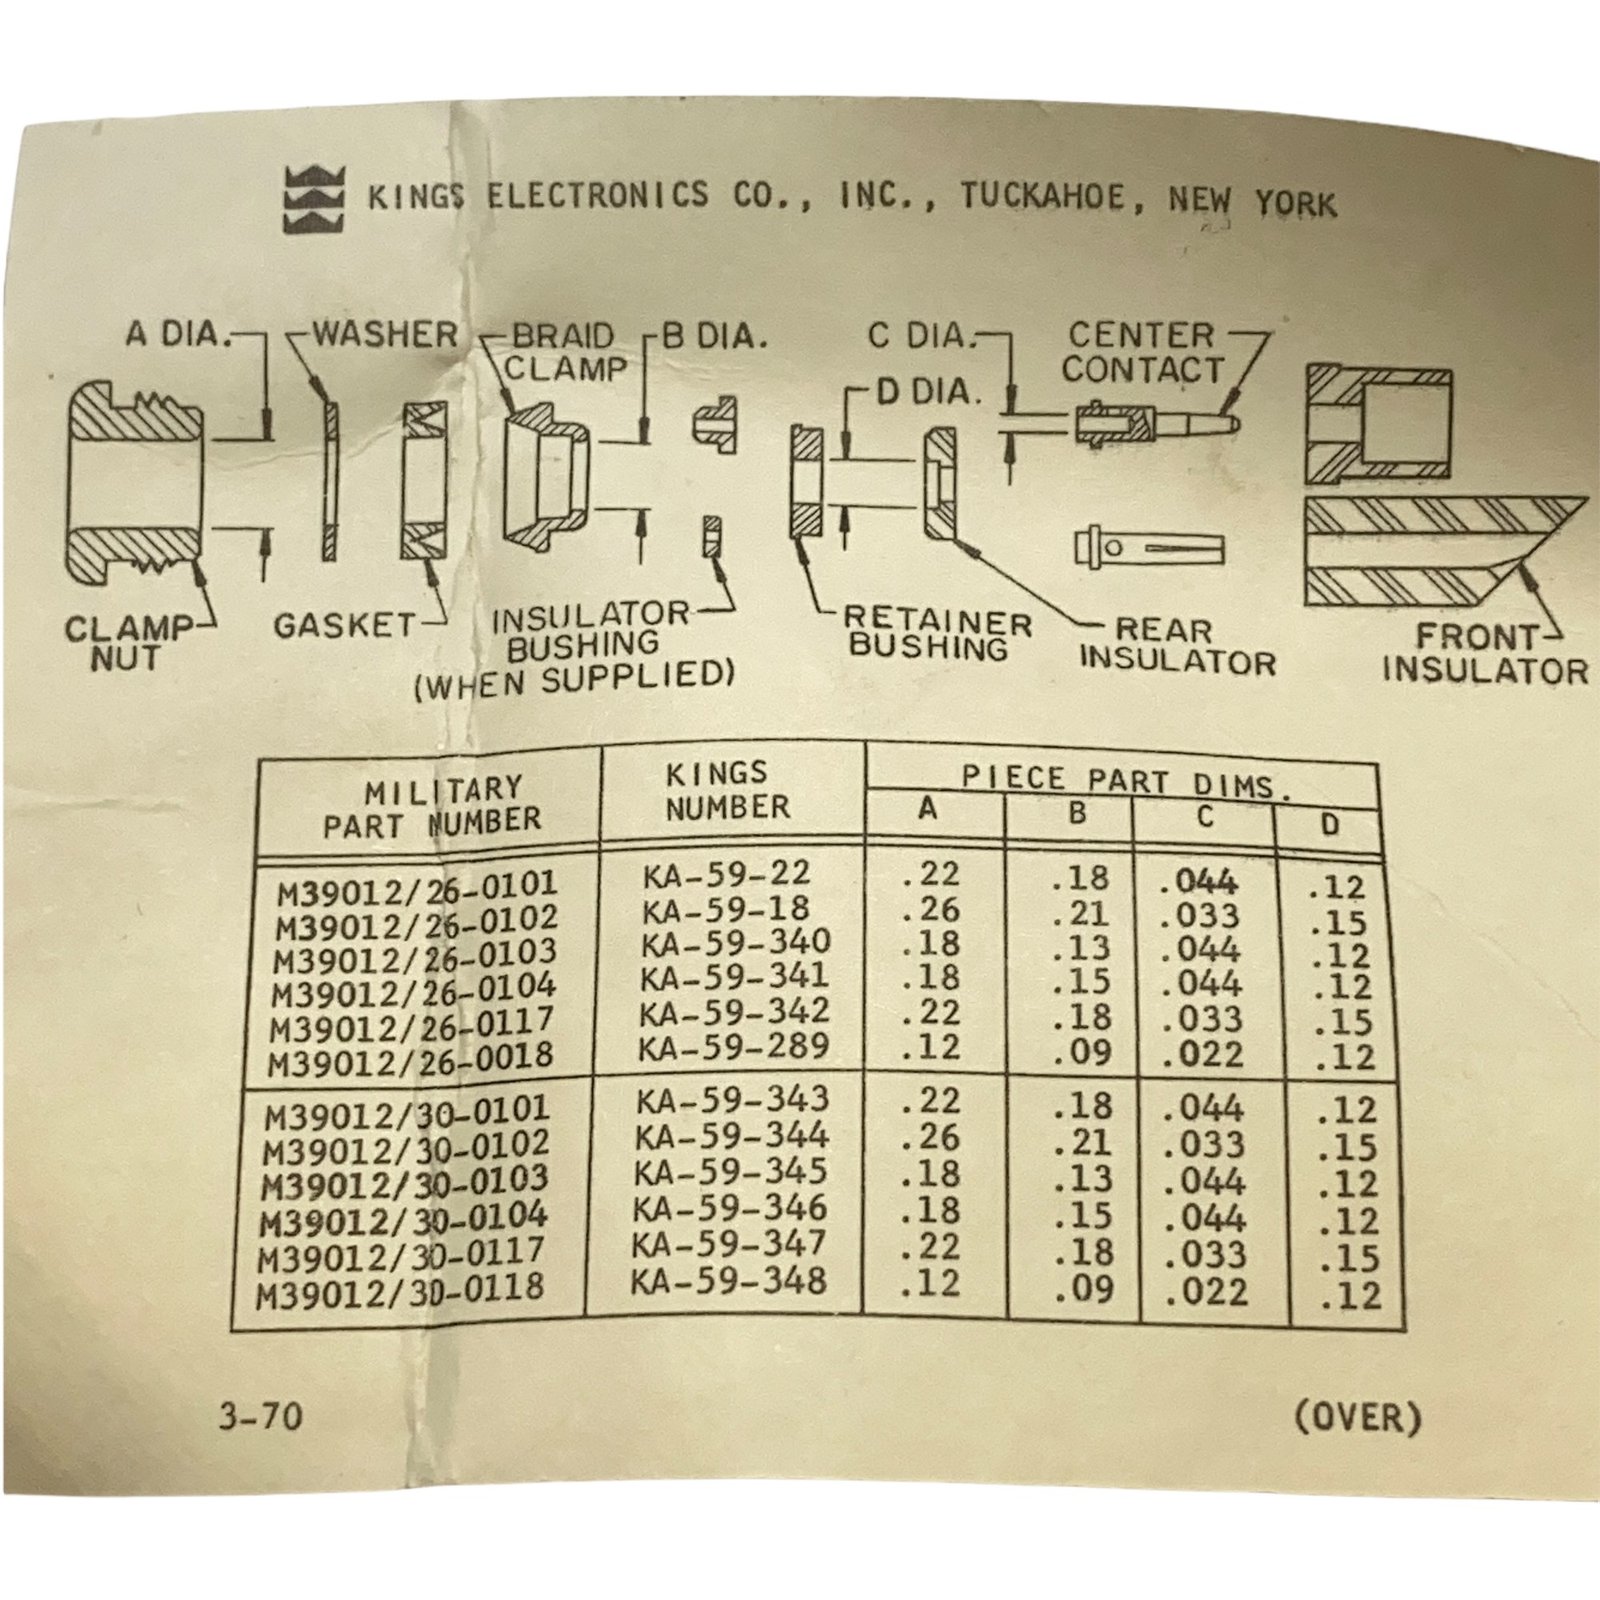 KINGS ELECTRONICS CO., INC., TUCKAHOE, NEW YORK
A DIA. WASHER BRAID CLAMP B DIA. C DIA. D DIA. CENTER CONTACT
CLAMP NUT GASKET INSULATOR BUSHING (WHEN SUPPLIED) RETAINER BUSHING REAR INSULATOR FRONT INSULATOR
MILITARY PART NUMBER KINGS NUMBER PIECE PART DIMS.
A B C D
M39012/26-0101 KA-59-22 .22 .18 .044 .12
M39012/26-0102 KA-59-18 .26 .21 .033 .15
M39012/26-0103 KA-59-340 .18 .13 .044 .12
M39012/26-0104 KA-59-341 .18 .15 .044 .12
M39012/26-0117 KA-59-342 .22 .18 .033 .15
M39012/26-0018 KA-59-289 .12 .09 .022 .12
M39012/30-0101 KA-59-343 .22 .18 .044 .12
M39012/30-0102 KA-59-344 .26 .21 .033 .15
M39012/30-0103 KA-59-345 .18 .13 .044 .12
M39012/30-0104 KA-59-346 .18 .15 .044 .12
M39012/30-0117 KA-59-347 .22 .18 .033 .15
M39012/30-0118 KA-59-348 .12 .09 .022 .12
3-70 (OVER)